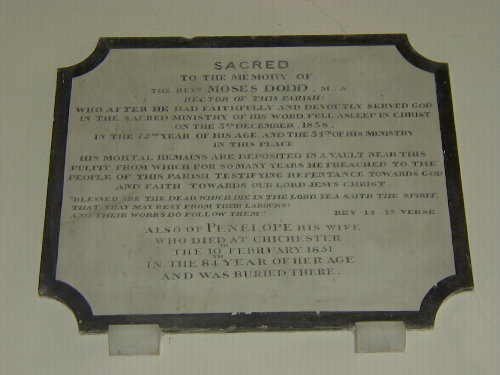 SACRED
TO THE MEMORY OF
THE REVD MOSES DODD, M.A.
RECTOR OF THIS PARISH:
WHO AFTER HE HAD FAITHFULLY AND DEVOUTLY SERVED GOD
IN THE SACRED MINISTRY OF HIS WORD, FELL ASLEEP IN CHRIST
ON THE 3RD DECEMBER, 1838,
IN THE 72ND YEAR OF HIS AGE, AND THE 34TH OF HIS MINISTRY
IN THIS PLACE
HIS MORTAL REMAINS ARE DEPOSITED IN A VAULT NEAR THIS
PULPIT, FROM WHICH FOR SO MANY YEARS HE PREACHED TO THE
PEOPLE OF THIS PARISH TESTIFYING REPENTANCE TOWARDS GOD
AND FAITH TOWARDS OUR LORD JESUS CHRIST.
"BLESSED ARE THE DEAD WHICH DIE IN THE LORD YEA SAITH THE SPIRIT,
THAT THAY MAY REST FROM THEIR LABOURS:
AND THEIR WORKS DO FOLLOW THEM" REV 14. 13 VERSE
ALSO OF PENELOPE HIS WIFE
WHO DIED AT CHICHESTER
THE 10TH FEBRUARY 1851
IN THE 84TH YEAR OF HER AGE
AND WAS BURIED THERE.